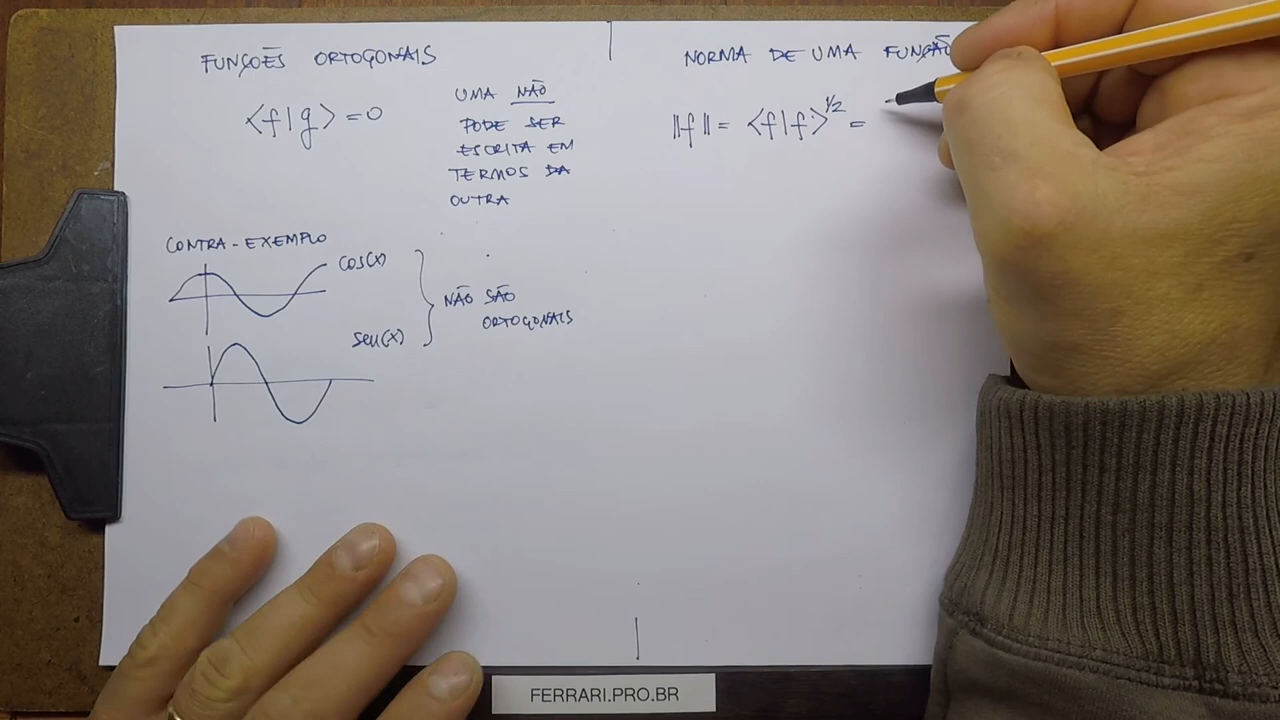 FUNÇÕES ORTOGONAIS
<f|g> = 0
UMA NÃO
PODE SER
ESCRITA EM
TERMOS DA
OUTRA
CONTRA-EXEMPLO
cos(x)
sen(x)
NÃO SÃO
ORTOGONAIS
NORMA DE UMA FUNÇÃO
||f|| = <f|f>^1/2 =
FERRARI.PRO.BR